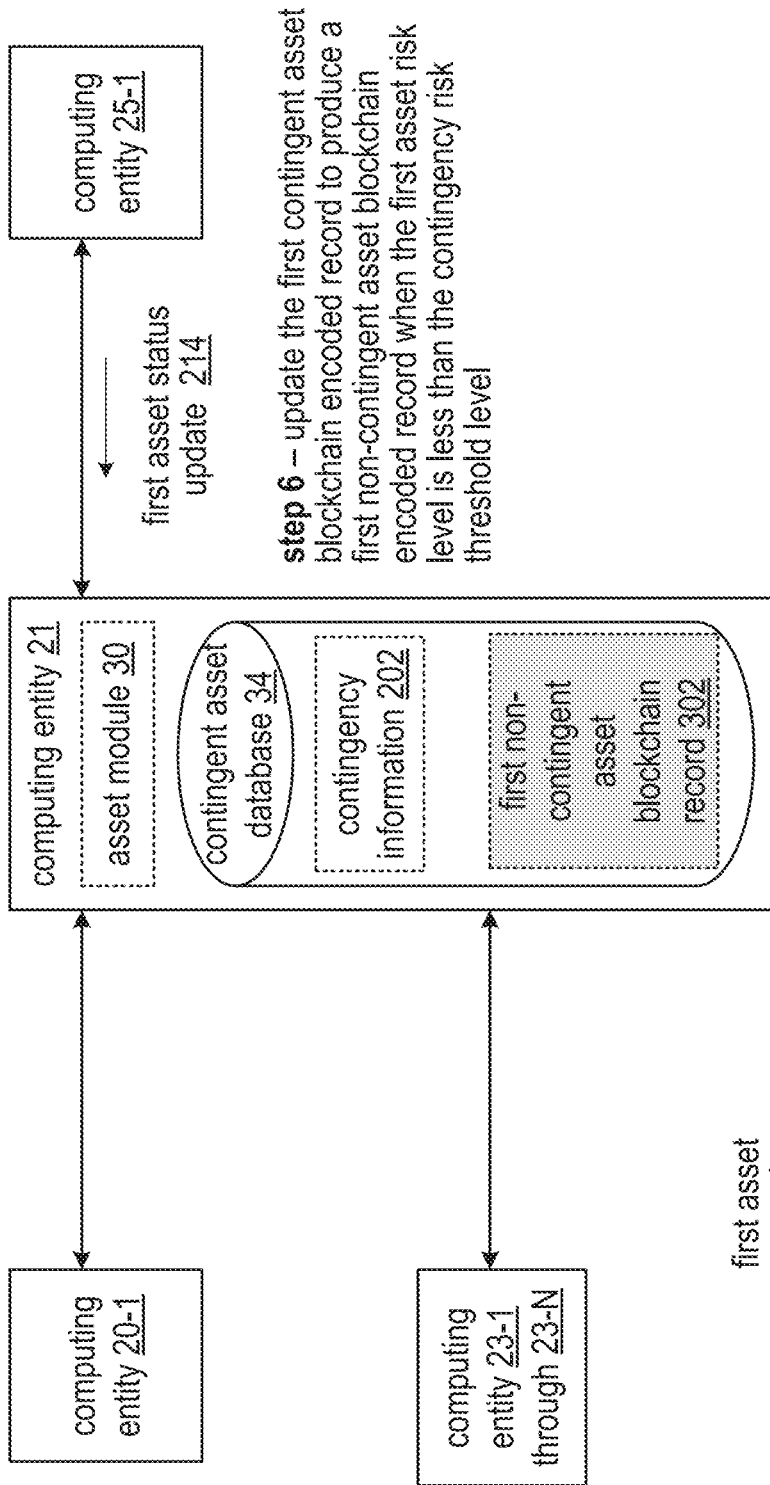 computing
entity 20-1
computing
entity 23-1
through 23-N
first asset
computing entity 21
asset module 30
contingent asset
database 34
contingency
information 202
first non-
contingent
asset
blockchain
record 302
first asset status
update 214
computing
entity 25-1
step 6 – update the first contingent asset
blockchain encoded record to produce a
first non-contingent asset blockchain
encoded record when the first asset risk
level is less than the contingency risk
threshold level